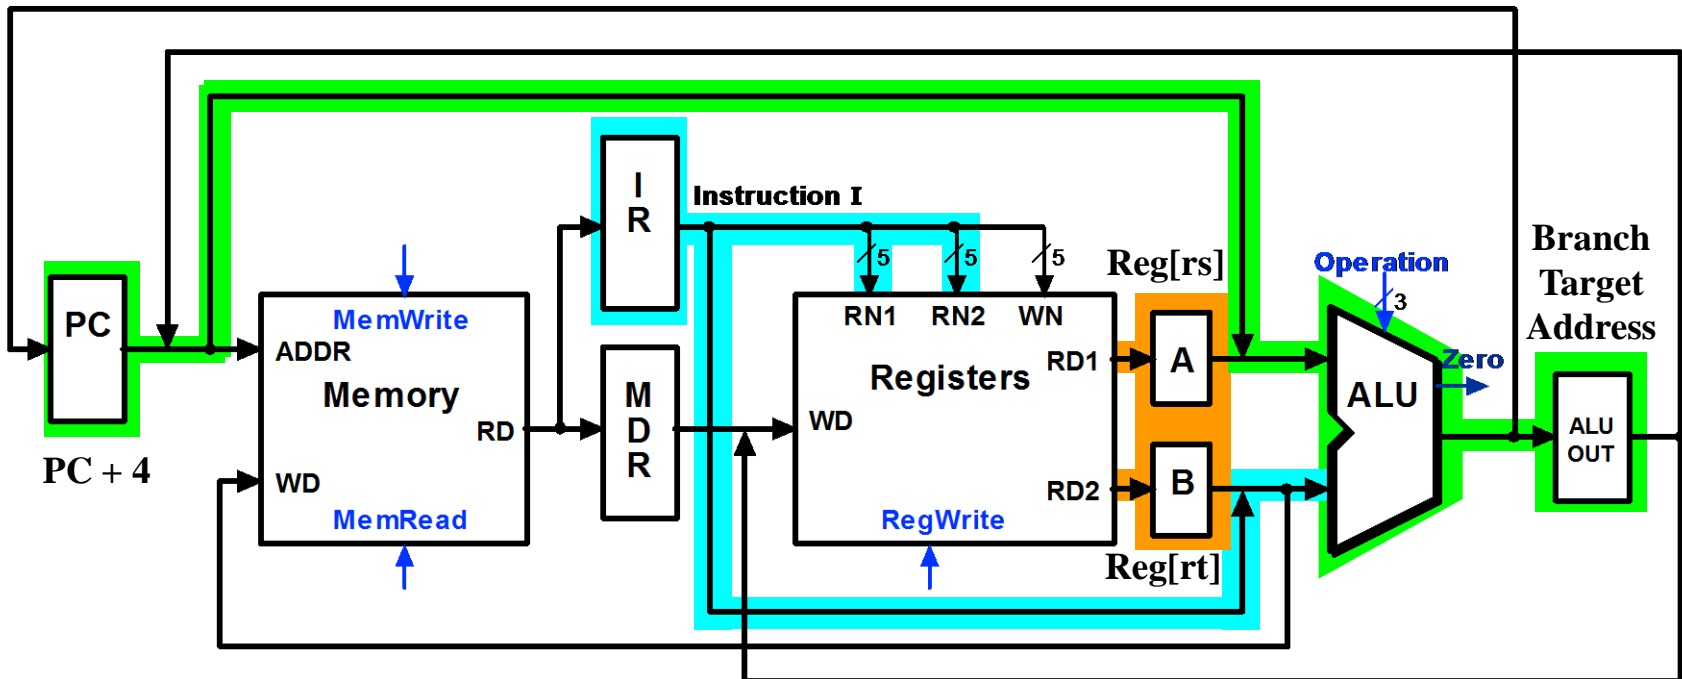 PC
PC + 4
MemWrite
ADDR
Memory
RD
WD
MemRead
I
R
Instruction I
M
D
R
5
5
5
RN1
RN2
WN
RD1
Registers
WD
RD2
RegWrite
Reg[rs]
A
B
Reg[rt]
Operation
3
Zero
ALU
Branch
Target
Address
ALU
OUT